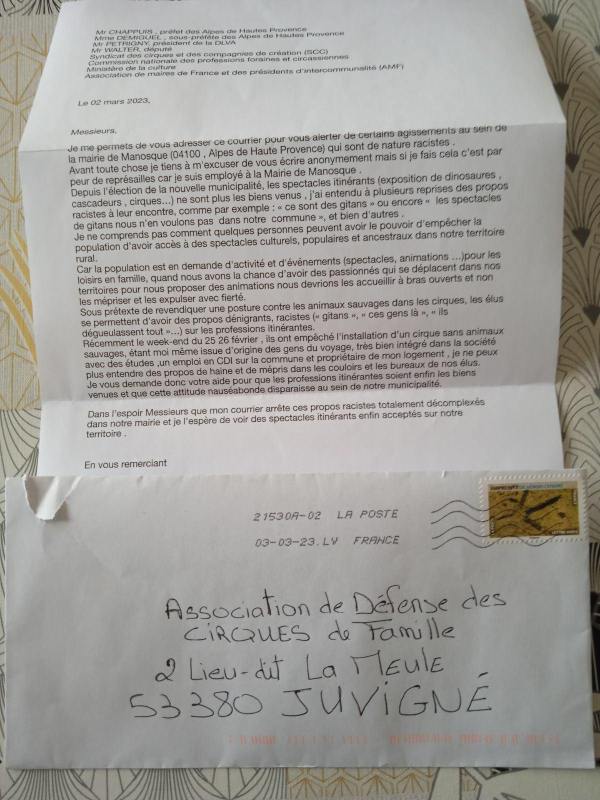 Mr CHAPPUIS , préfet des Alpes de Hautes Provence
Mme DEMIGUEL , sous-préfète des Alpes de Hautes Provence
Mr PETRIGNY, président de la DLVA
Mr WALTER, député
Syndicat des cirques et des compagnies de création (SCC)
Commission nationale des professions foraines et circassiennes
Ministère de la culture
Association de maires de France et des présidents d'intercommunalité (AMF)
Le 02 mars 2023,
Messieurs,
Je me permets de vous adresser ce courrier pour vous alerter de certains agissements au sein de
la mairie de Manosque (04100 , Alpes de Haute Provence) qui sont de nature racistes .
Avant toute chose je tiens à m'excuser de vous écrire anonymement mais si je fais cela c'est par
peur de représailles car je suis employé à la Mairie de Manosque .
Depuis l'élection de la nouvelle municipalité, les spectacles itinérants (exposition de dinosaures ,
cascadeurs , cirques...) ne sont plus les biens venus , j'ai entendu à plusieurs reprises des propos
racistes à leur encontre, comme par exemple : « ce sont des gitans » ou encore « les spectacles
de gitans nous n'en voulons pas dans notre commune », et bien d'autres .
Je ne comprends pas comment quelques personnes peuvent avoir le pouvoir d'empêcher la
population d'avoir accès à des spectacles culturels, populaires et ancestraux dans notre territoire
rural.
Car la population est en demande d'activité et d'événements (spectacles, animations ...)pour les
loisirs en famille, quand nous avons la chance d'avoir des passionnés qui se déplacent dans nos
territoires pour nous proposer des animations nous devrions les accueillir à bras ouverts et non
les mépriser et les expulser avec fierté.
Sous prétexte de revendiquer une posture contre les animaux sauvages dans les cirques, les élus
se permettent d'avoir des propos dénigrants, racistes (« gitans », « ces gens là », « ils
dégueulassent tout »...) sur les professions itinérantes.
Récemment le week-end du 25 26 février , ils ont empêché l'installation d'un cirque sans animaux
sauvages, étant moi même issue d'origine des gens du voyage, très bien intégré dans la société
avec des études ,un emploi en CDI sur la commune et propriétaire de mon logement , je ne peux
plus entendre des propos de haine et de mépris dans les couloirs et les bureaux de nos élus.
Je vous demande donc votre aide pour que les professions itinérantes soient enfin les biens
venues et que cette attitude nauséabonde disparaisse au sein de notre municipalité.
Dans l'espoir Messieurs que mon courrier arrête ces propos racistes totalement décomplexés
dans notre mairie et je l'espère de voir des spectacles itinérants enfin acceptés sur notre
territoire .
En vous remerciant
21530A-02 LA POSTE
03-03-23.LV FRANCE
Association de Défense des
CIRQUES de Famille
2 Lieu-dit La Meule
53380 JUVIGNÉ